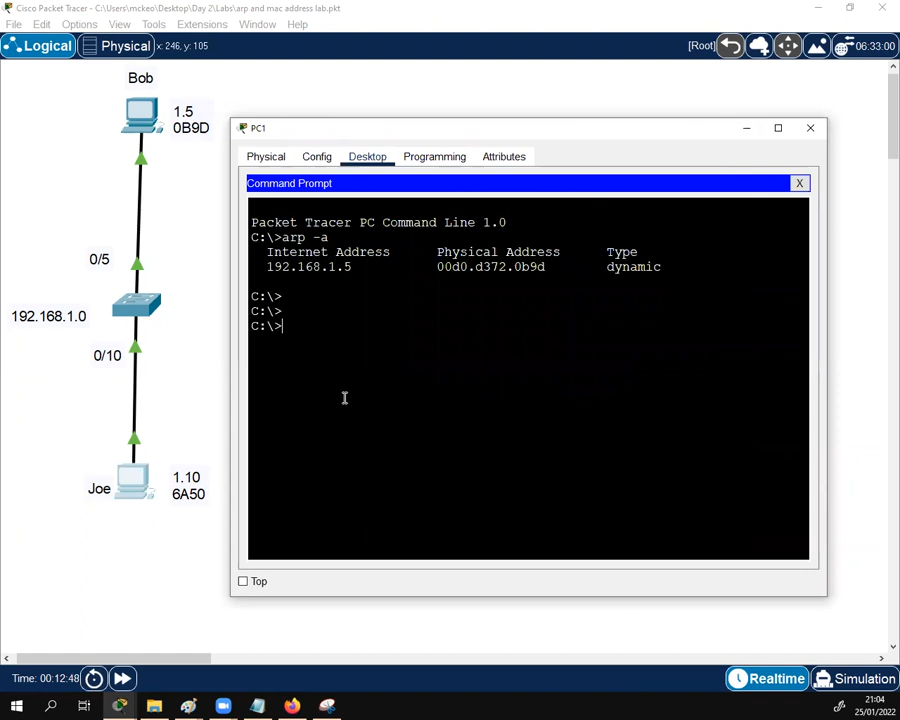 Cisco Packet Tracer - C:\Users\mckeo\Desktop\Day 2\Labs\arp and mac address lab.pkt
File Edit Options View Tools Extensions Window Help
Logical Physical x: 246, y: 105 [Root] 06:33:00
Bob
1.5
0B9D
0/5
192.168.1.0
0/10
Joe
1.10
6A50
PC1
Physical Config Desktop Programming Attributes
Command Prompt X
Packet Tracer PC Command Line 1.0
C:\>arp -a
Internet Address Physical Address Type
192.168.1.5 00d0.d372.0b9d dynamic
C:\>
C:\>
C:\>
Top
Time: 00:12:48 Realtime Simulation
21:04
25/01/2022